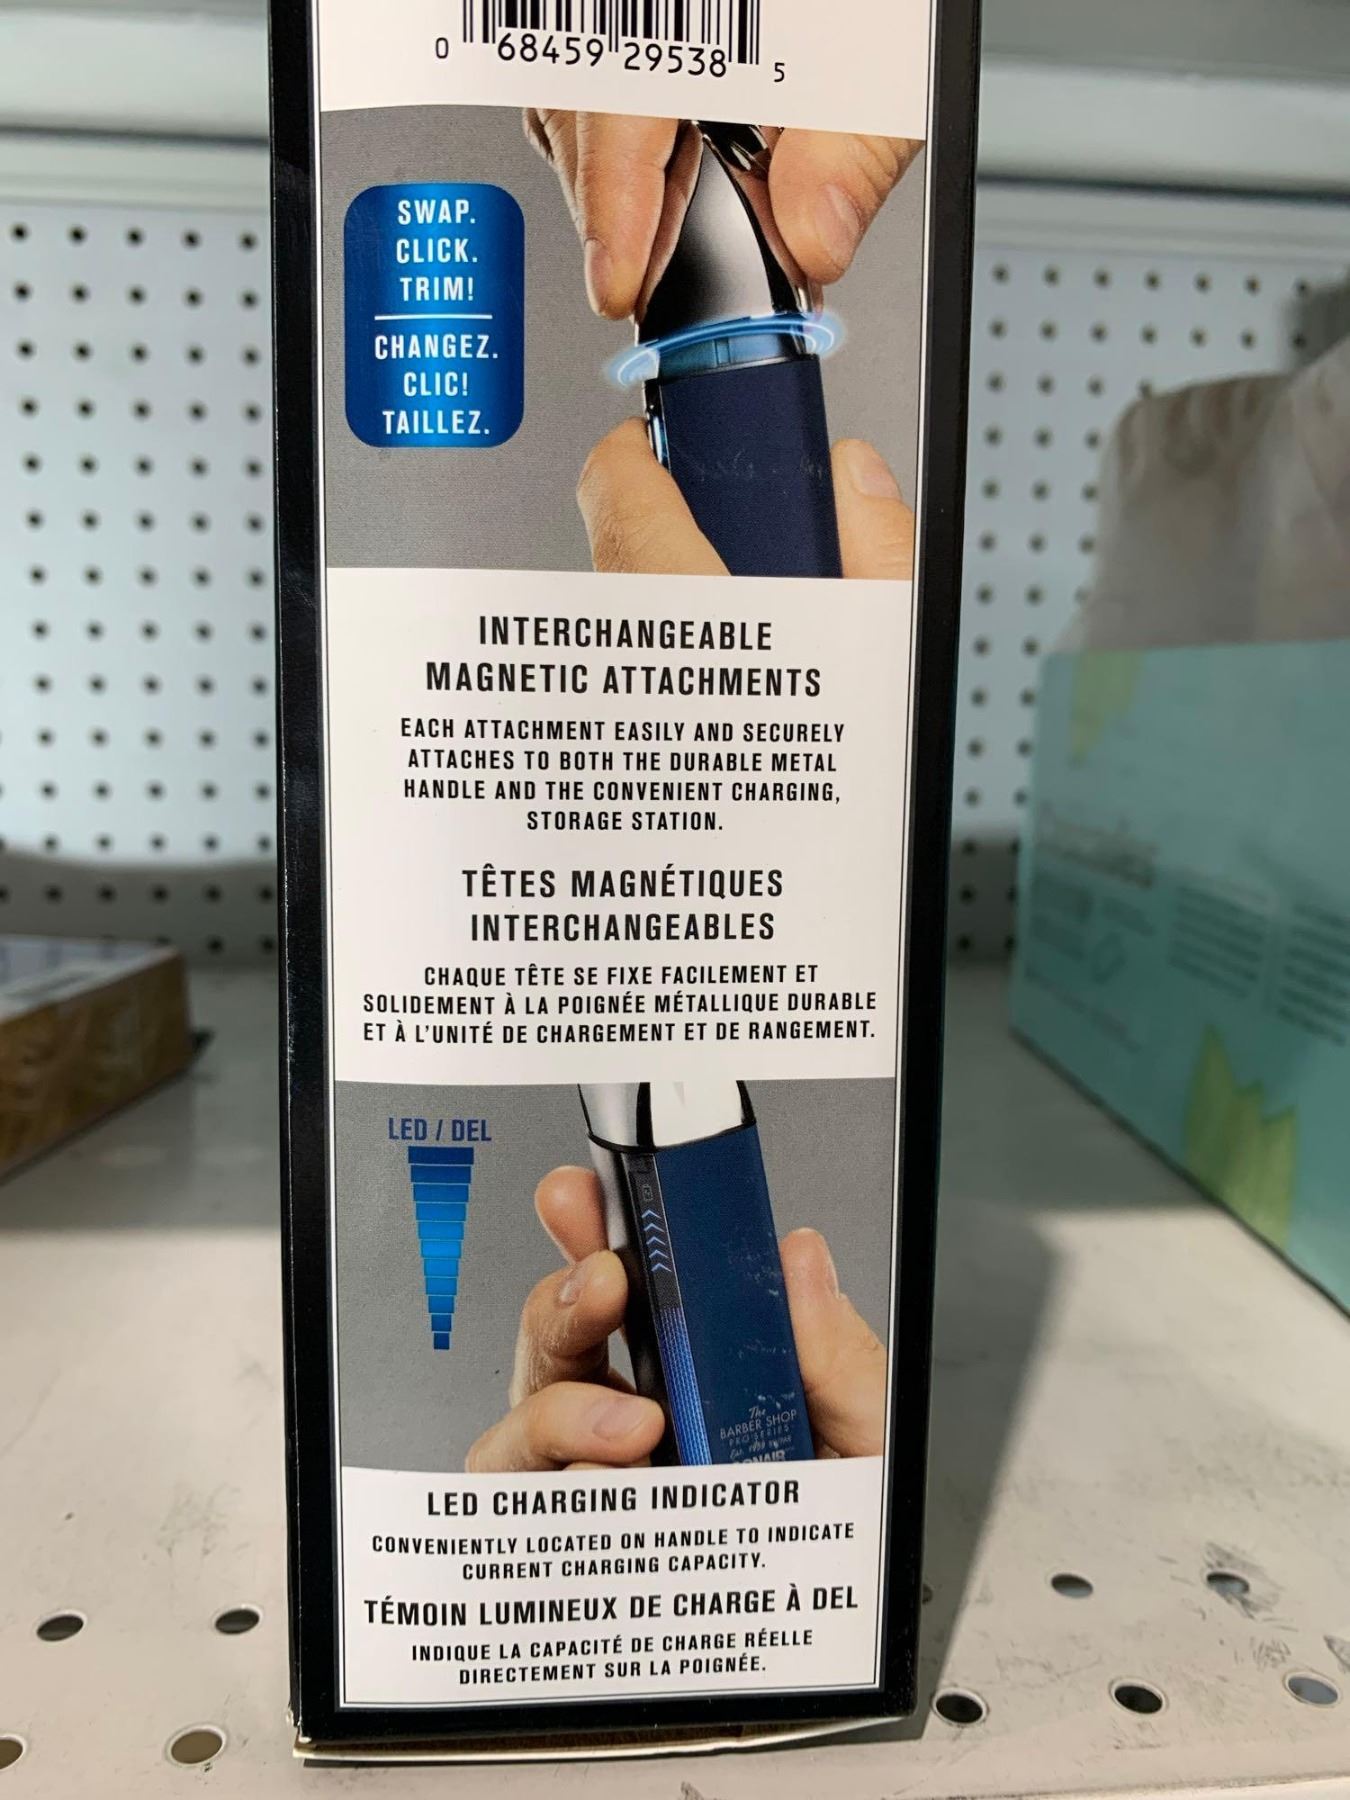 0 68459 29538 5
SWAP.
CLICK.
TRIM!
CHANGEZ.
CLIC!
TAILLEZ.
INTERCHANGEABLE
MAGNETIC ATTACHMENTS
EACH ATTACHMENT EASILY AND SECURELY
ATTACHES TO BOTH THE DURABLE METAL
HANDLE AND THE CONVENIENT CHARGING,
STORAGE STATION.
TÊTES MAGNÉTIQUES
INTERCHANGEABLES
CHAQUE TÊTE SE FIXE FACILEMENT ET
SOLIDEMENT À LA POIGNÉE MÉTALLIQUE DURABLE
ET À L'UNITÉ DE CHARGEMENT ET DE RANGEMENT.
LED / DEL
The
BARBER SHOP
PRO SERIES
LED CHARGING INDICATOR
CONVENIENTLY LOCATED ON HANDLE TO INDICATE
CURRENT CHARGING CAPACITY.
TÉMOIN LUMINEUX DE CHARGE À DEL
INDIQUE LA CAPACITÉ DE CHARGE RÉELLE
DIRECTEMENT SUR LA POIGNÉE.